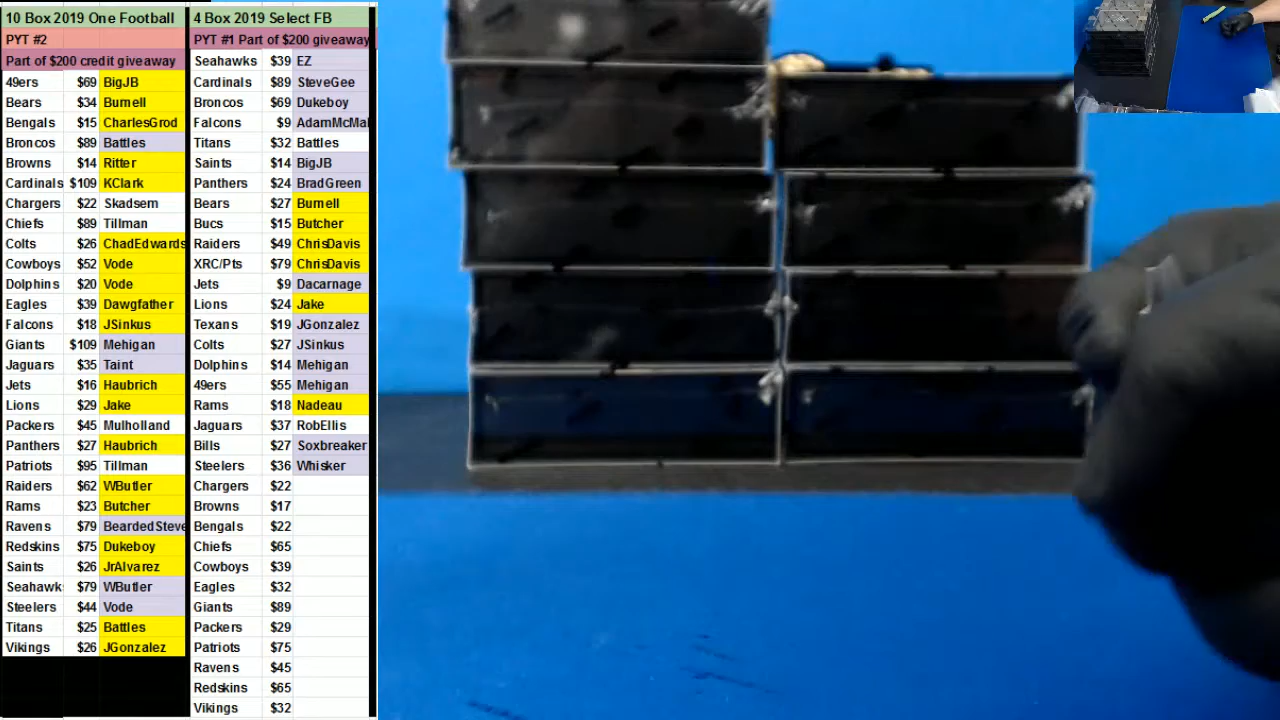 10 Box 2019 One Football
PYT #2
Part of $200 credit giveaway
49ers $69 BigJB
Bears $34 Burnell
Bengals $15 CharlesGrod
Broncos $89 Battles
Browns $14 Ritter
Cardinals $109 KClark
Chargers $22 Skadsem
Chiefs $89 Tillman
Colts $26 ChadEdwards
Cowboys $52 Vode
Dolphins $20 Vode
Eagles $39 Dawgfather
Falcons $18 JSinkus
Giants $109 Mehigan
Jaguars $35 Taint
Jets $16 Haubrich
Lions $29 Jake
Packers $45 Mulholland
Panthers $27 Haubrich
Patriots $95 Tillman
Raiders $62 WButler
Rams $23 Butcher
Ravens $79 BeardedSteve
Redskins $75 Dukeboy
Saints $26 JrAlvarez
Seahawk $79 WButler
Steelers $44 Vode
Titans $25 Battles
Vikings $26 JGonzalez
4 Box 2019 Select FB
PYT #1 Part of $200 giveaway
Seahawks $39 EZ
Cardinals $89 SteveGee
Broncos $69 Dukeboy
Falcons $9 AdamMcMal
Titans $32 Battles
Saints $14 BigJB
Panthers $24 BradGreen
Bears $27 Burnell
Bucs $15 Butcher
Raiders $49 ChrisDavis
XRC/Pts $79 ChrisDavis
Jets $9 Dacarnage
Lions $24 Jake
Texans $19 JGonzalez
Colts $27 JSinkus
Dolphins $14 Mehigan
49ers $55 Mehigan
Rams $18 Nadeau
Jaguars $37 RobEllis
Bills $27 Soxbreaker
Steelers $36 Whisker
Chargers $22
Browns $17
Bengals $22
Chiefs $65
Cowboys $39
Eagles $32
Giants $89
Packers $29
Patriots $75
Ravens $45
Redskins $65
Vikings $32